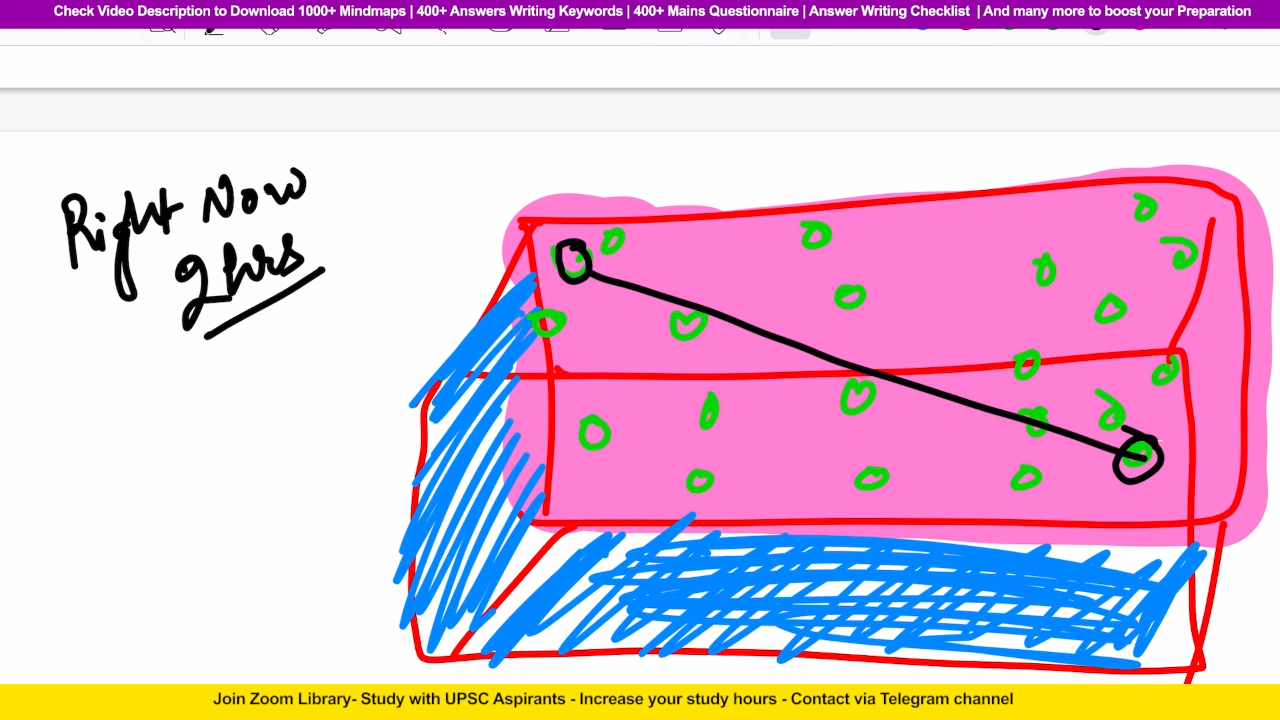 Check Video Description to Download 1000+ Mindmaps | 400+ Answers Writing Keywords | 400+ Mains Questionnaire | Answer Writing Checklist | And many more to boost your Preparation
Right Now
2hrs
Join Zoom Library- Study with UPSC Aspirants - Increase your study hours - Contact via Telegram channel